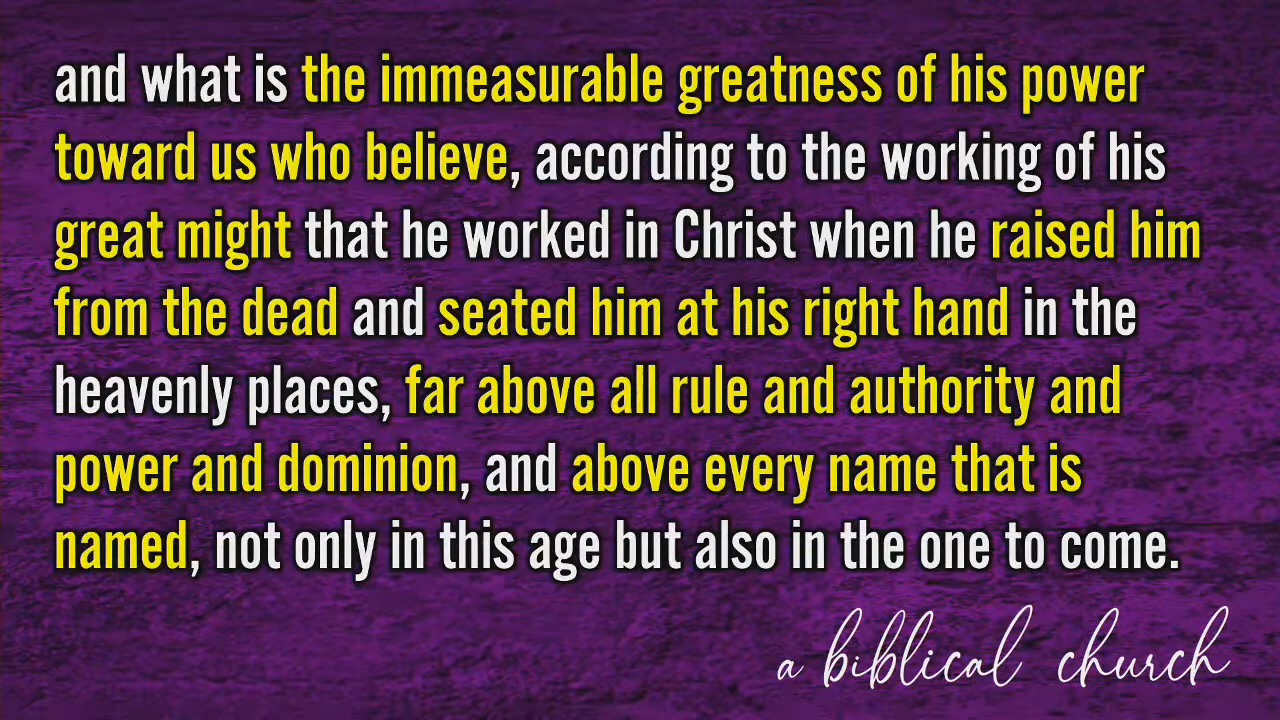 and what is the immeasurable greatness of his power
toward us who believe, according to the working of his
great might that he worked in Christ when he raised him
from the dead and seated him at his right hand in the
heavenly places, far above all rule and authority and
power and dominion, and above every name that is
named, not only in this age but also in the one to come.
a biblical church